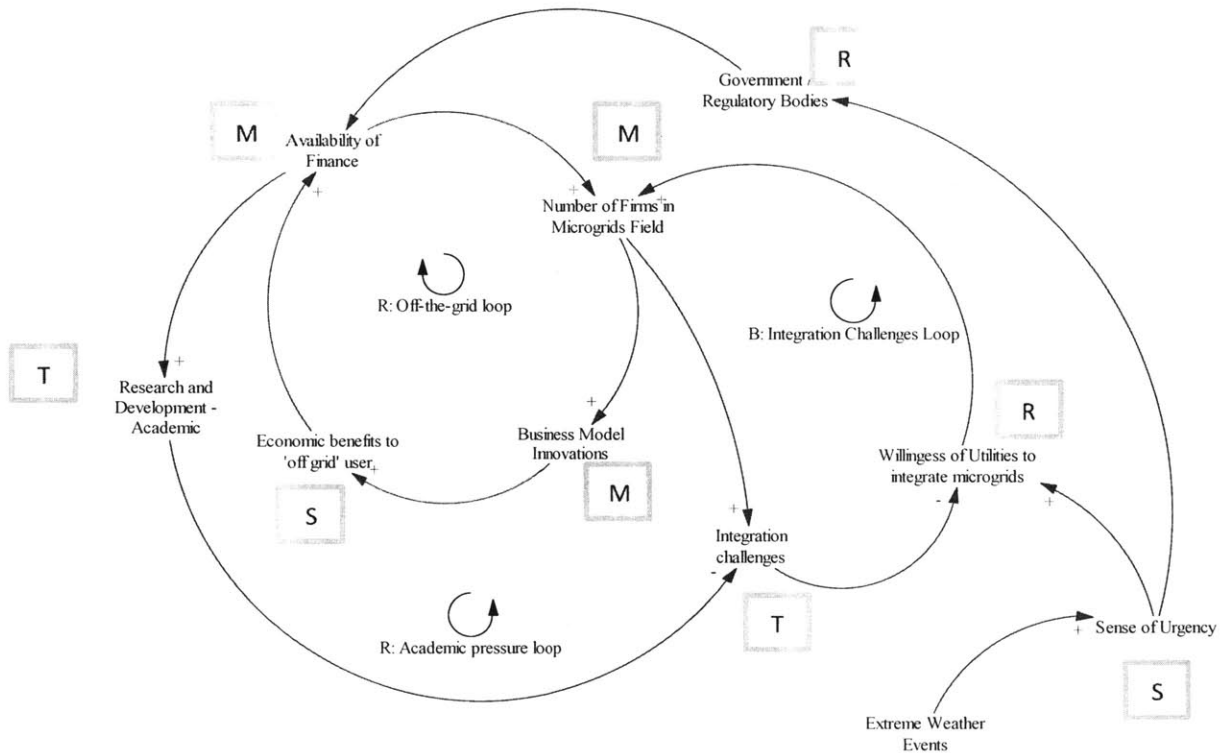 R
Government /
Regulatory Bodies
M
Availability of
Finance
M
+
+
+
Number of Firms in
Microgrids Field
R: Off-the-grid loop
B: Integration Challenges Loop
T
+
Research and
Development -
Academic
+
Business Model
Innovations
M
Economic benefits to
'off grid' user
+
S
R
Willingess of Utilities to
integrate microgrids
-
+
+
Integration
challenges
-
T
R: Academic pressure loop
+
Sense of Urgency
S
Extreme Weather
Events